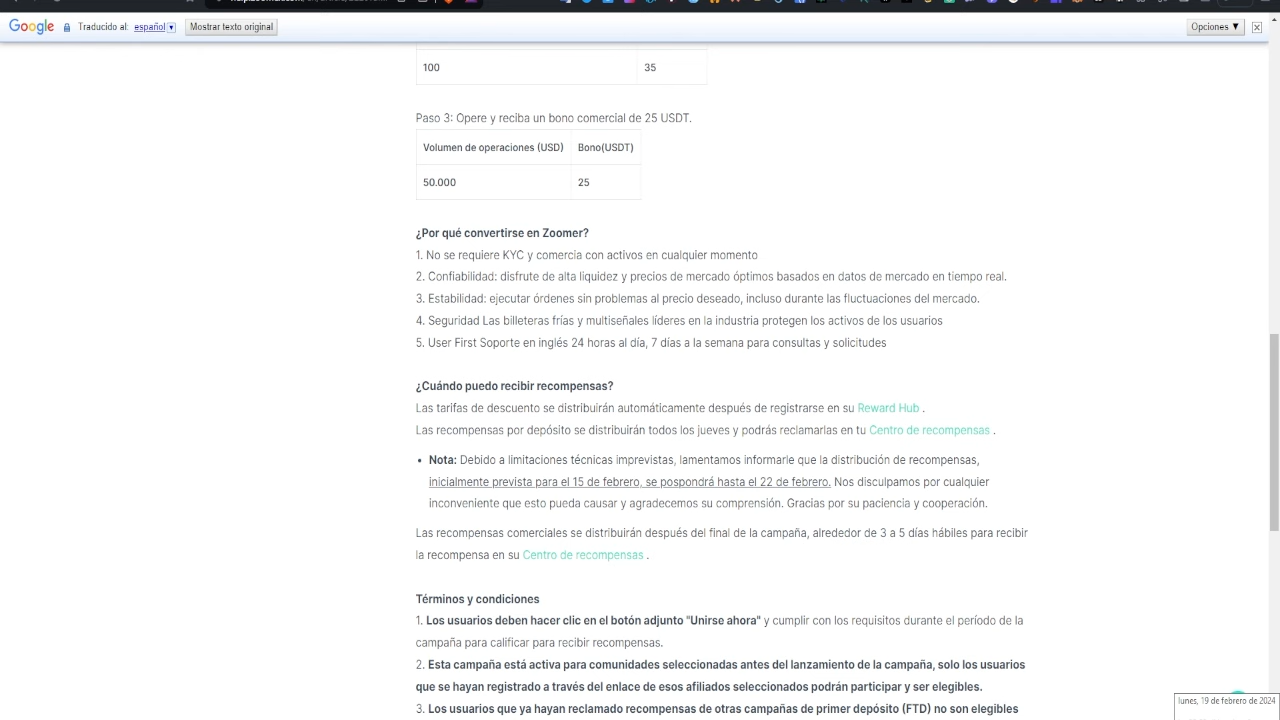 Google Traducido al: español Mostrar texto original Opciones ▼
100 35
Paso 3: Opere y reciba un bono comercial de 25 USDT.
Volumen de operaciones (USD) Bono(USDT)
50.000 25
¿Por qué convertirse en Zoomer?
1. No se requiere KYC y comercia con activos en cualquier momento
2. Confiabilidad: disfrute de alta liquidez y precios de mercado óptimos basados en datos de mercado en tiempo real.
3. Estabilidad: ejecutar órdenes sin problemas al precio deseado, incluso durante las fluctuaciones del mercado.
4. Seguridad Las billeteras frías y multiseñales líderes en la industria protegen los activos de los usuarios
5. User First Soporte en inglés 24 horas al día, 7 días a la semana para consultas y solicitudes
¿Cuándo puedo recibir recompensas?
Las tarifas de descuento se distribuirán automáticamente después de registrarse en su Reward Hub .
Las recompensas por depósito se distribuirán todos los jueves y podrás reclamarlas en tu Centro de recompensas .
• Nota: Debido a limitaciones técnicas imprevistas, lamentamos informarle que la distribución de recompensas,
inicialmente prevista para el 15 de febrero, se pospondrá hasta el 22 de febrero. Nos disculpamos por cualquier
inconveniente que esto pueda causar y agradecemos su comprensión. Gracias por su paciencia y cooperación.
Las recompensas comerciales se distribuirán después del final de la campaña, alrededor de 3 a 5 días hábiles para recibir
la recompensa en su Centro de recompensas .
Términos y condiciones
1. Los usuarios deben hacer clic en el botón adjunto "Unirse ahora" y cumplir con los requisitos durante el período de la
campaña para calificar para recibir recompensas.
2. Esta campaña está activa para comunidades seleccionadas antes del lanzamiento de la campaña, solo los usuarios
que se hayan registrado a través del enlace de esos afiliados seleccionados podrán participar y ser elegibles.
3. Los usuarios que ya hayan reclamado recompensas de otras campañas de primer depósito (FTD) no son elegibles
lunes, 19 de febrero de 2024